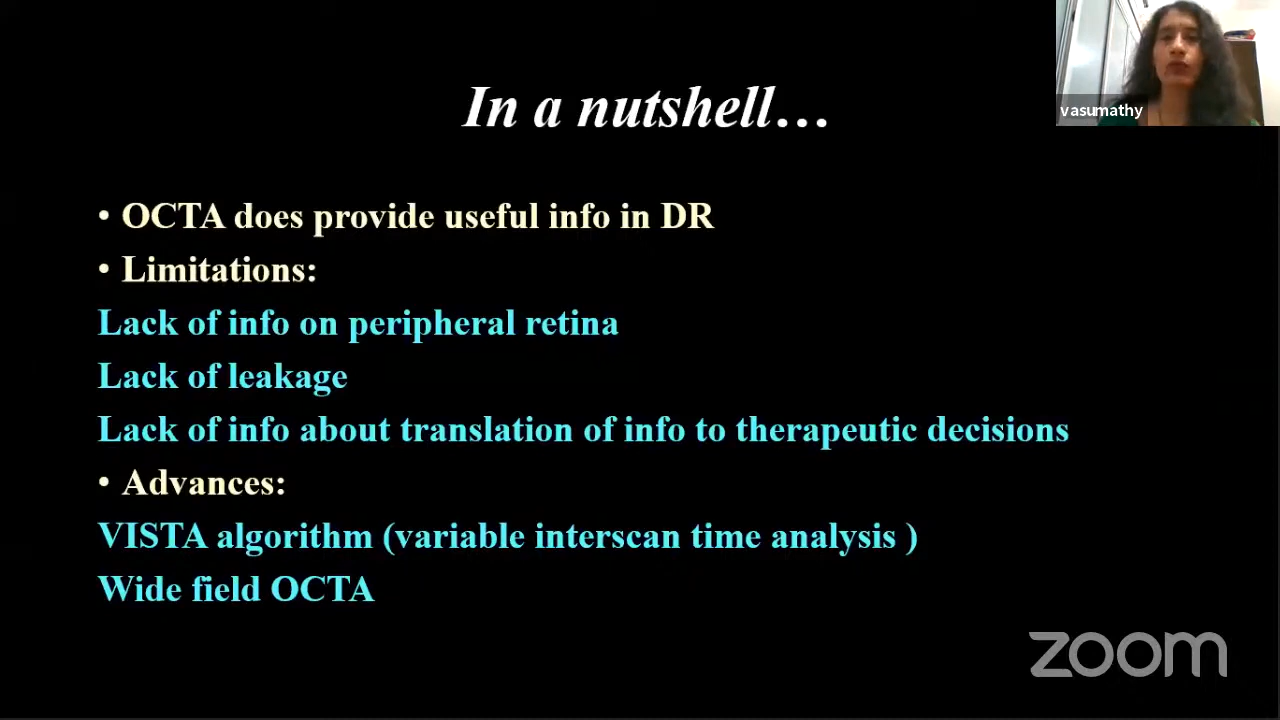 In a nutshell…
vasumathy
• OCTA does provide useful info in DR
• Limitations:
Lack of info on peripheral retina
Lack of leakage
Lack of info about translation of info to therapeutic decisions
• Advances:
VISTA algorithm (variable interscan time analysis )
Wide field OCTA
zoom